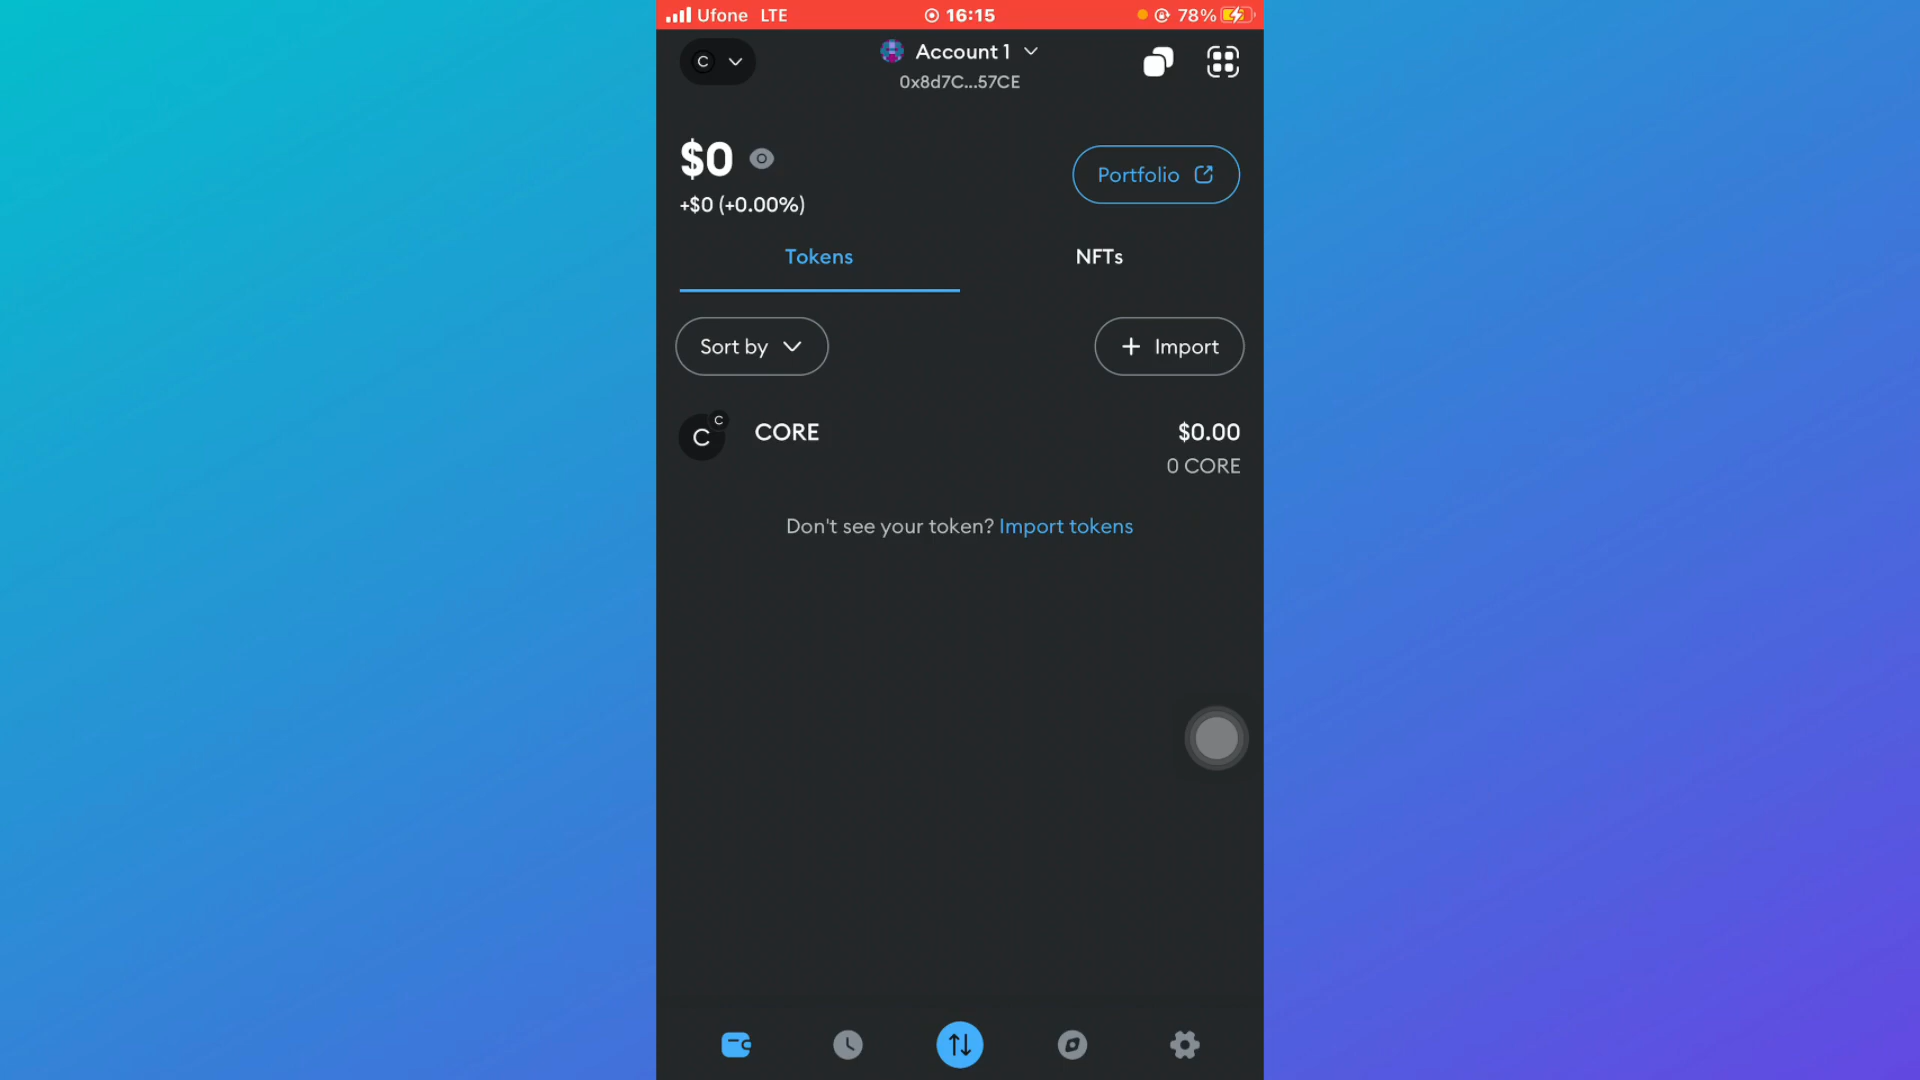 Ufone LTE 16:15 78%
C Account 1
0x8d7C...57CE
$0
Portfolio
+$0 (+0.00%)
Tokens NFTs
Sort by + Import
C C CORE $0.00
0 CORE
Don't see your token? Import tokens